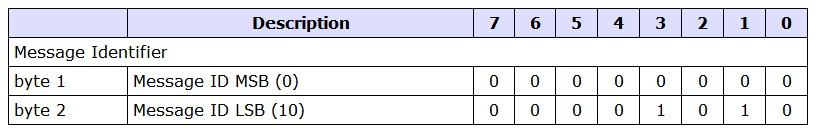 Description 7 6 5 4 3 2 1 0
Message Identifier
byte 1 Message ID MSB (0) 0 0 0 0 0 0 0 0
byte 2 Message ID LSB (10) 0 0 0 0 1 0 1 0